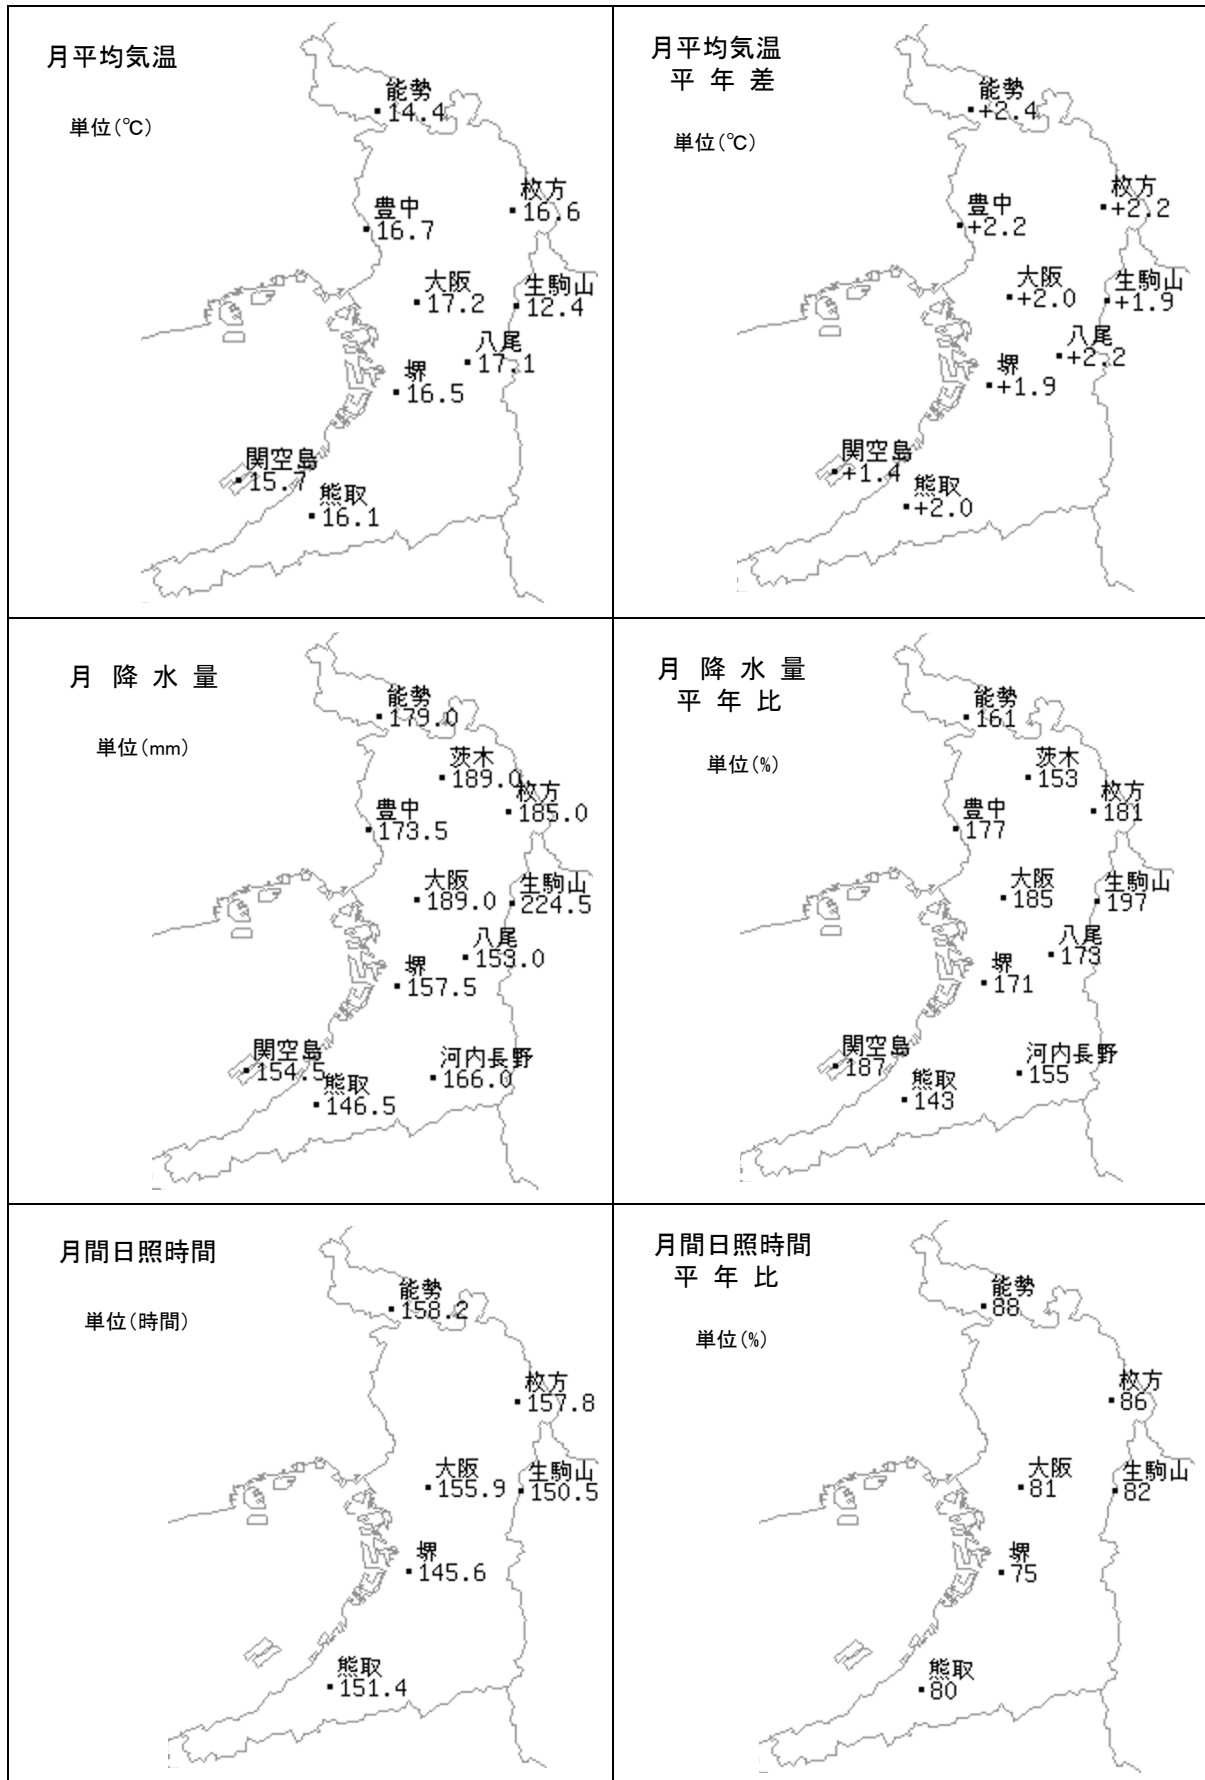 月平均気温
単位(℃)
能勢
14.4
枚方
16.6
豊中
16.7
大阪
17.2
生駒山
12.4
八尾
17.1
堺
16.5
関空島
15.7
熊取
16.1
月平均気温
平年差
単位(℃)
能勢
+2.4
枚方
+2.2
豊中
+2.2
大阪
+2.0
生駒山
+1.9
八尾
+2.2
堺
+1.9
関空島
+1.4
熊取
+2.0
月降水量
単位(mm)
能勢
179.0
茨木
189.0
枚方
185.0
豊中
173.5
大阪
189.0
生駒山
224.5
八尾
153.0
堺
157.5
関空島
154.5
河内長野
166.0
熊取
146.5
月降水量
平年比
単位(%)
能勢
161
茨木
153
枚方
181
豊中
177
大阪
185
生駒山
197
八尾
173
堺
171
関空島
187
河内長野
155
熊取
143
月間日照時間
単位(時間)
能勢
158.2
枚方
157.8
大阪
155.9
生駒山
150.5
堺
145.6
熊取
151.4
月間日照時間
平年比
単位(%)
能勢
88
枚方
86
大阪
81
生駒山
82
堺
75
熊取
80